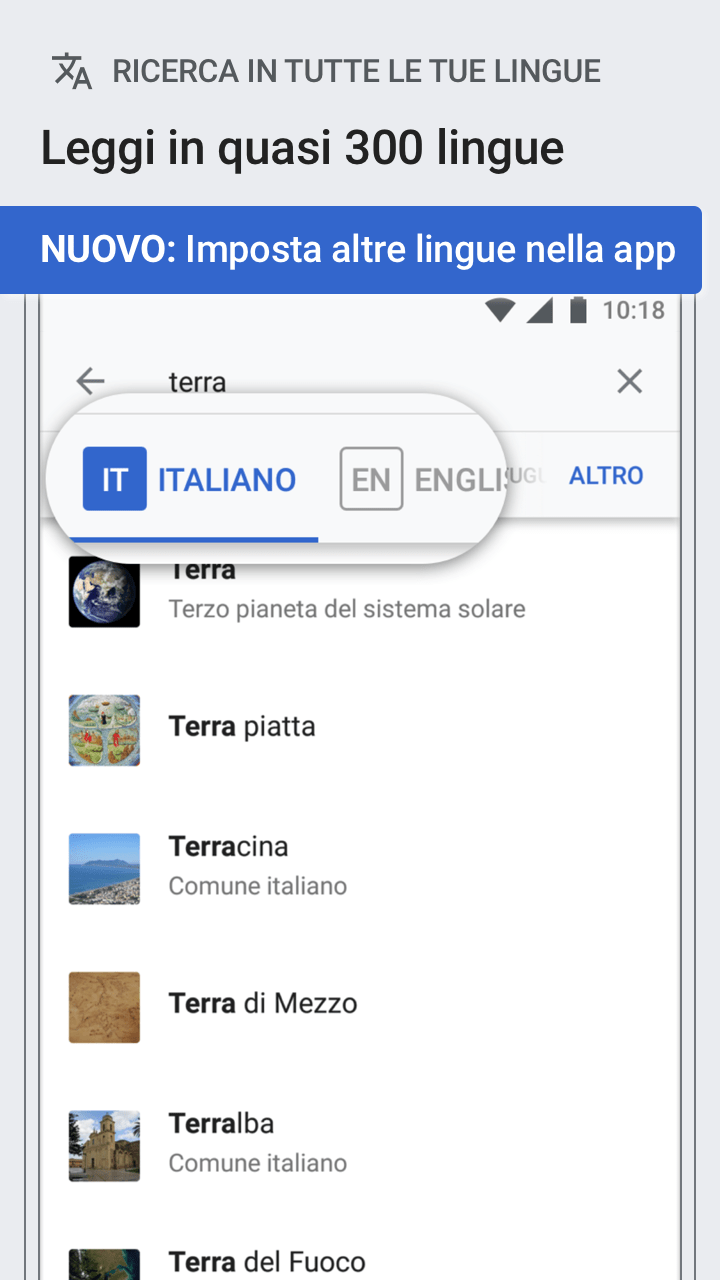 RICERCA IN TUTTE LE TUE LINGUE
Leggi in quasi 300 lingue
NUOVO: Imposta altre lingue nella app
10:18
terra
IT ITALIANO EN ENGLI ALTRO
Terra
Terzo pianeta del sistema solare
Terra piatta
Terracina
Comune italiano
Terra di Mezzo
Terralba
Comune italiano
Terra del Fuoco